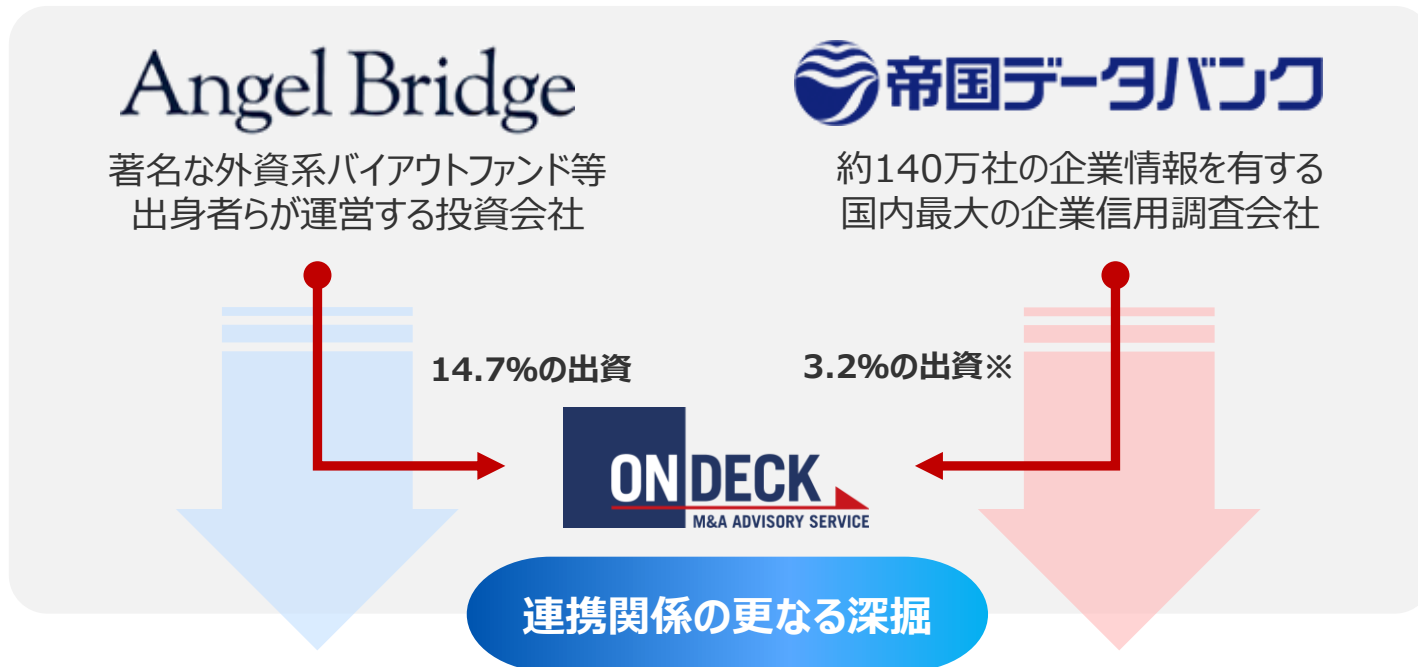 Angel Bridge
著名な外資系バイアウトファンド等
出身者らが運営する投資会社
帝国データバンク
約140万社の企業情報を有する
国内最大の企業信用調査会社
14.7%の出資
3.2%の出資※
ONDECK
M&A ADVISORY SERVICE
連携関係の更なる深掘